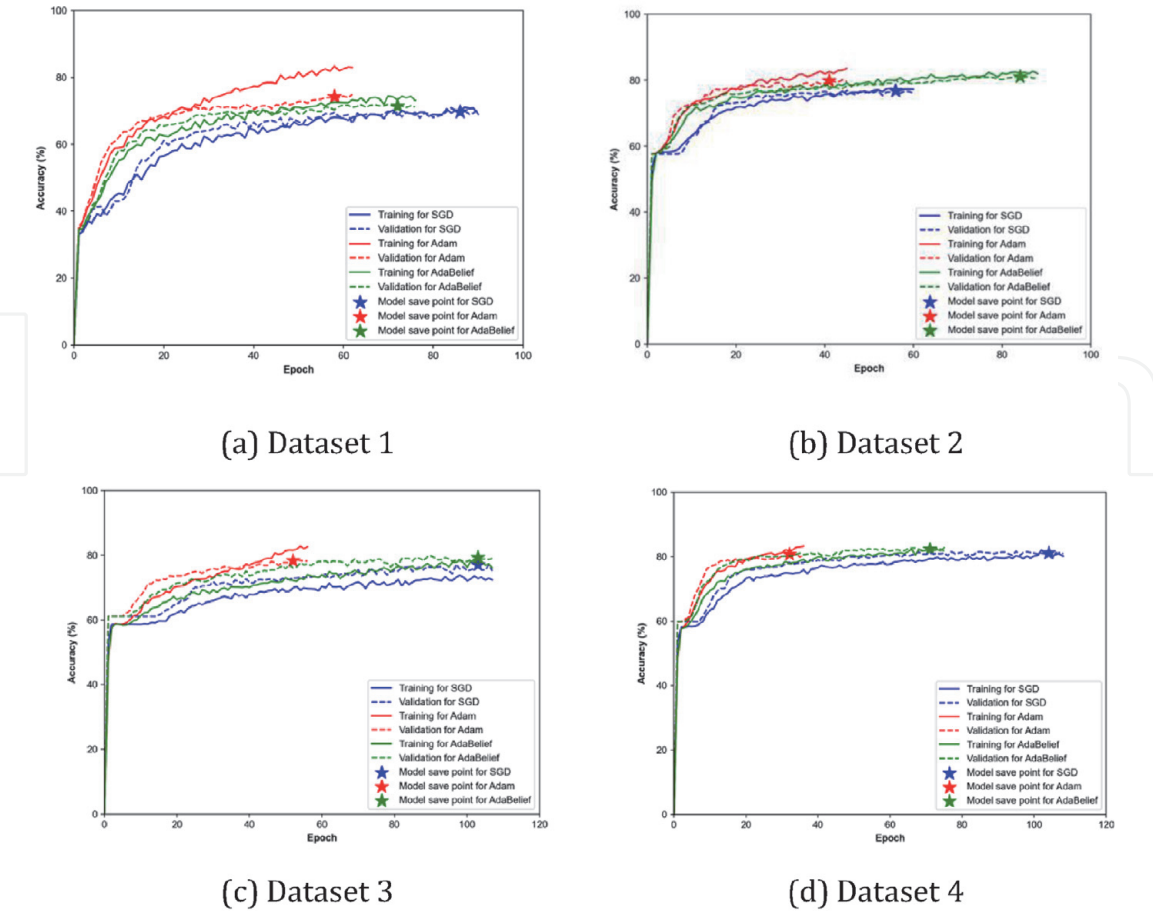 100
80
60
40
20
0
Accuracy (%)
0 20 40 60 80 100
Epoch
Training for SGD
Validation for SGD
Training for Adam
Validation for Adam
Training for AdaBelief
Validation for AdaBelief
Model save point for SGD
Model save point for Adam
Model save point for AdaBelief
(a) Dataset 1
100
80
60
40
20
0
Accuracy (%)
0 20 40 60 80 100
Epoch
Training for SGD
Validation for SGD
Training for Adam
Validation for Adam
Training for AdaBelief
Validation for AdaBelief
Model save point for SGD
Model save point for Adam
Model save point for AdaBelief
(b) Dataset 2
100
80
60
40
20
0
Accuracy (%)
0 20 40 60 80 100 120
Epoch
Training for SGD
Validation for SGD
Training for Adam
Validation for Adam
Training for AdaBelief
Validation for AdaBelief
Model save point for SGD
Model save point for Adam
Model save point for AdaBelief
(c) Dataset 3
100
80
60
40
20
0
Accuracy (%)
0 20 40 60 80 100 120
Epoch
Training for SGD
Validation for SGD
Training for Adam
Validation for Adam
Training for AdaBelief
Validation for AdaBelief
Model save point for SGD
Model save point for Adam
Model save point for AdaBelief
(d) Dataset 4